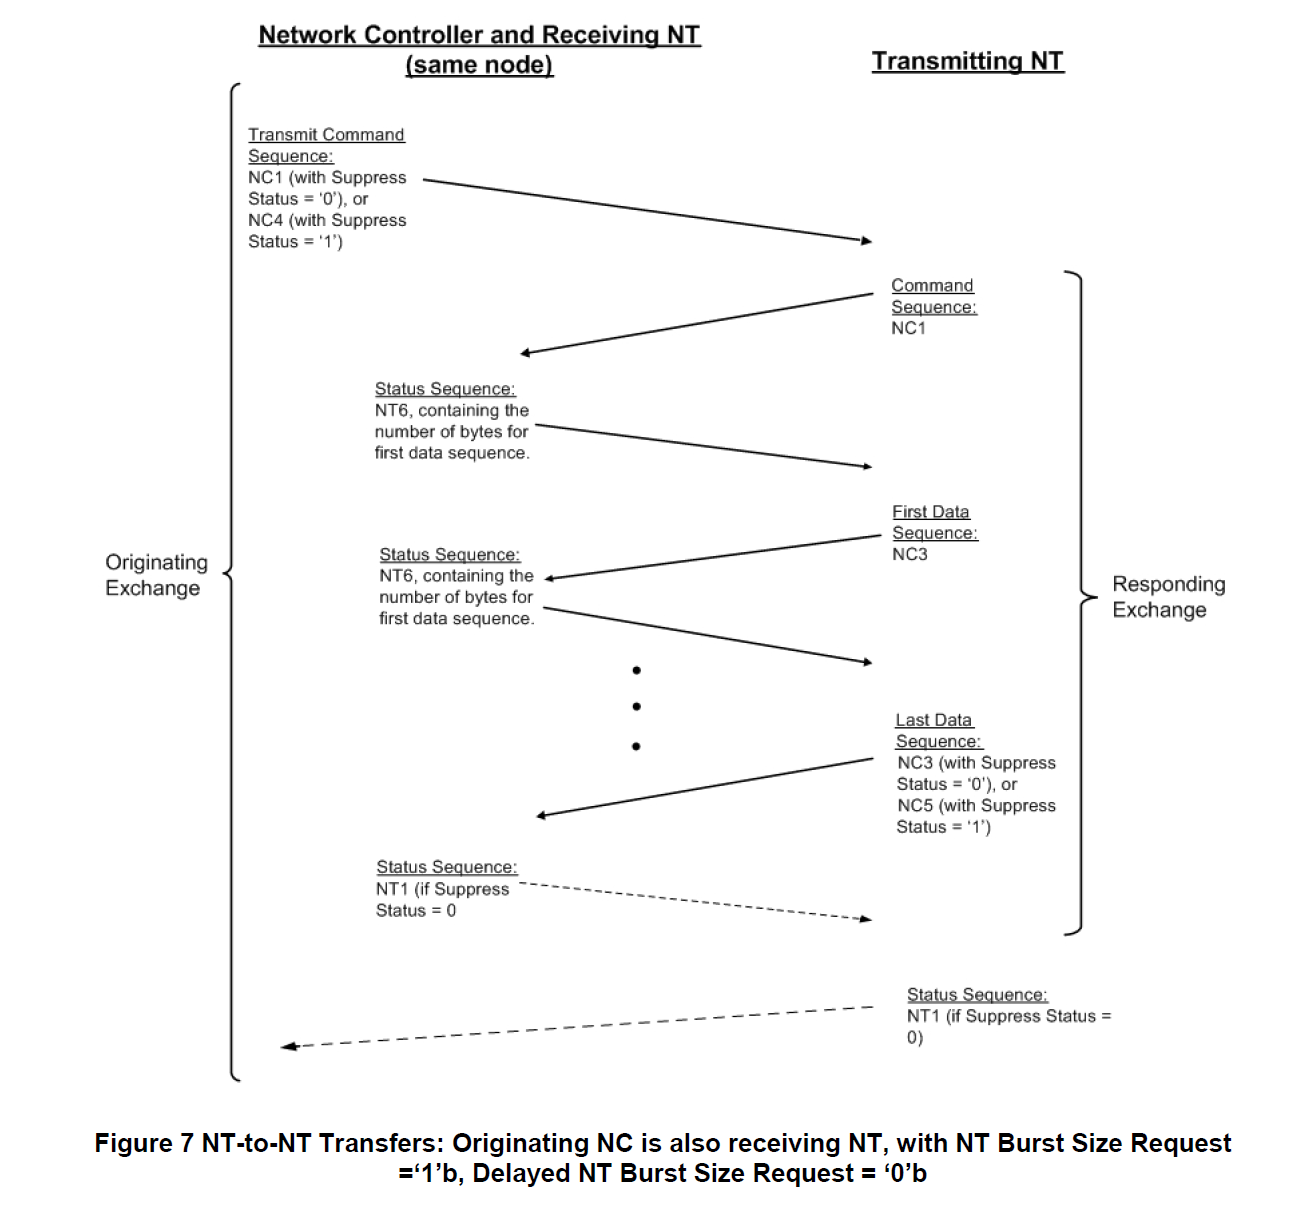 Network Controller and Receiving NT
(same node)
Transmitting NT
Transmit Command
Sequence:
NC1 (with Suppress
Status = ‘0’), or
NC4 (with Suppress
Status = ‘1’)
Command
Sequence:
NC1
Status Sequence:
NT6, containing the
number of bytes for
first data sequence.
First Data
Sequence:
NC3
Status Sequence:
NT6, containing the
number of bytes for
first data sequence.
Originating
Exchange
Responding
Exchange
Last Data
Sequence:
NC3 (with Suppress
Status = ‘0’), or
NC5 (with Suppress
Status = ‘1’)
Status Sequence:
NT1 (if Suppress
Status = 0
Status Sequence:
NT1 (if Suppress Status =
0)
Figure 7 NT-to-NT Transfers: Originating NC is also receiving NT, with NT Burst Size Request
=‘1’b, Delayed NT Burst Size Request = ‘0’b